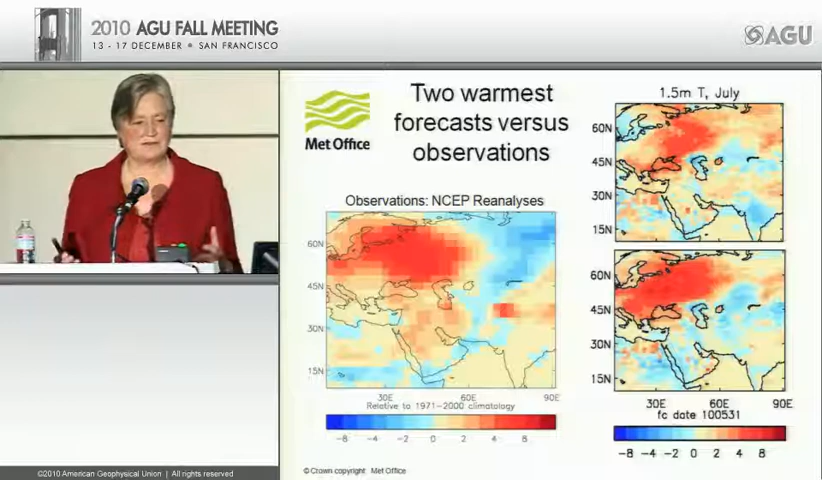 2010 AGU FALL MEETING
13 - 17 DECEMBER SAN FRANCISCO
AGU
Met Office
Two warmest
forecasts versus
observations
Observations: NCEP Reanalyses
60N
45N
30N
15N
30E 60E 90E
Relative to 1971-2000 climatology
-8 -4 -2 0 2 4 8
1.5m T, July
60N
45N
30N
15N
60N
45N
30N
15N
30E 60E 90E
fc date 100531
-8 -4 -2 0 2 4 8
© Crown copyright Met Office
©2010 American Geophysical Union | All rights reserved